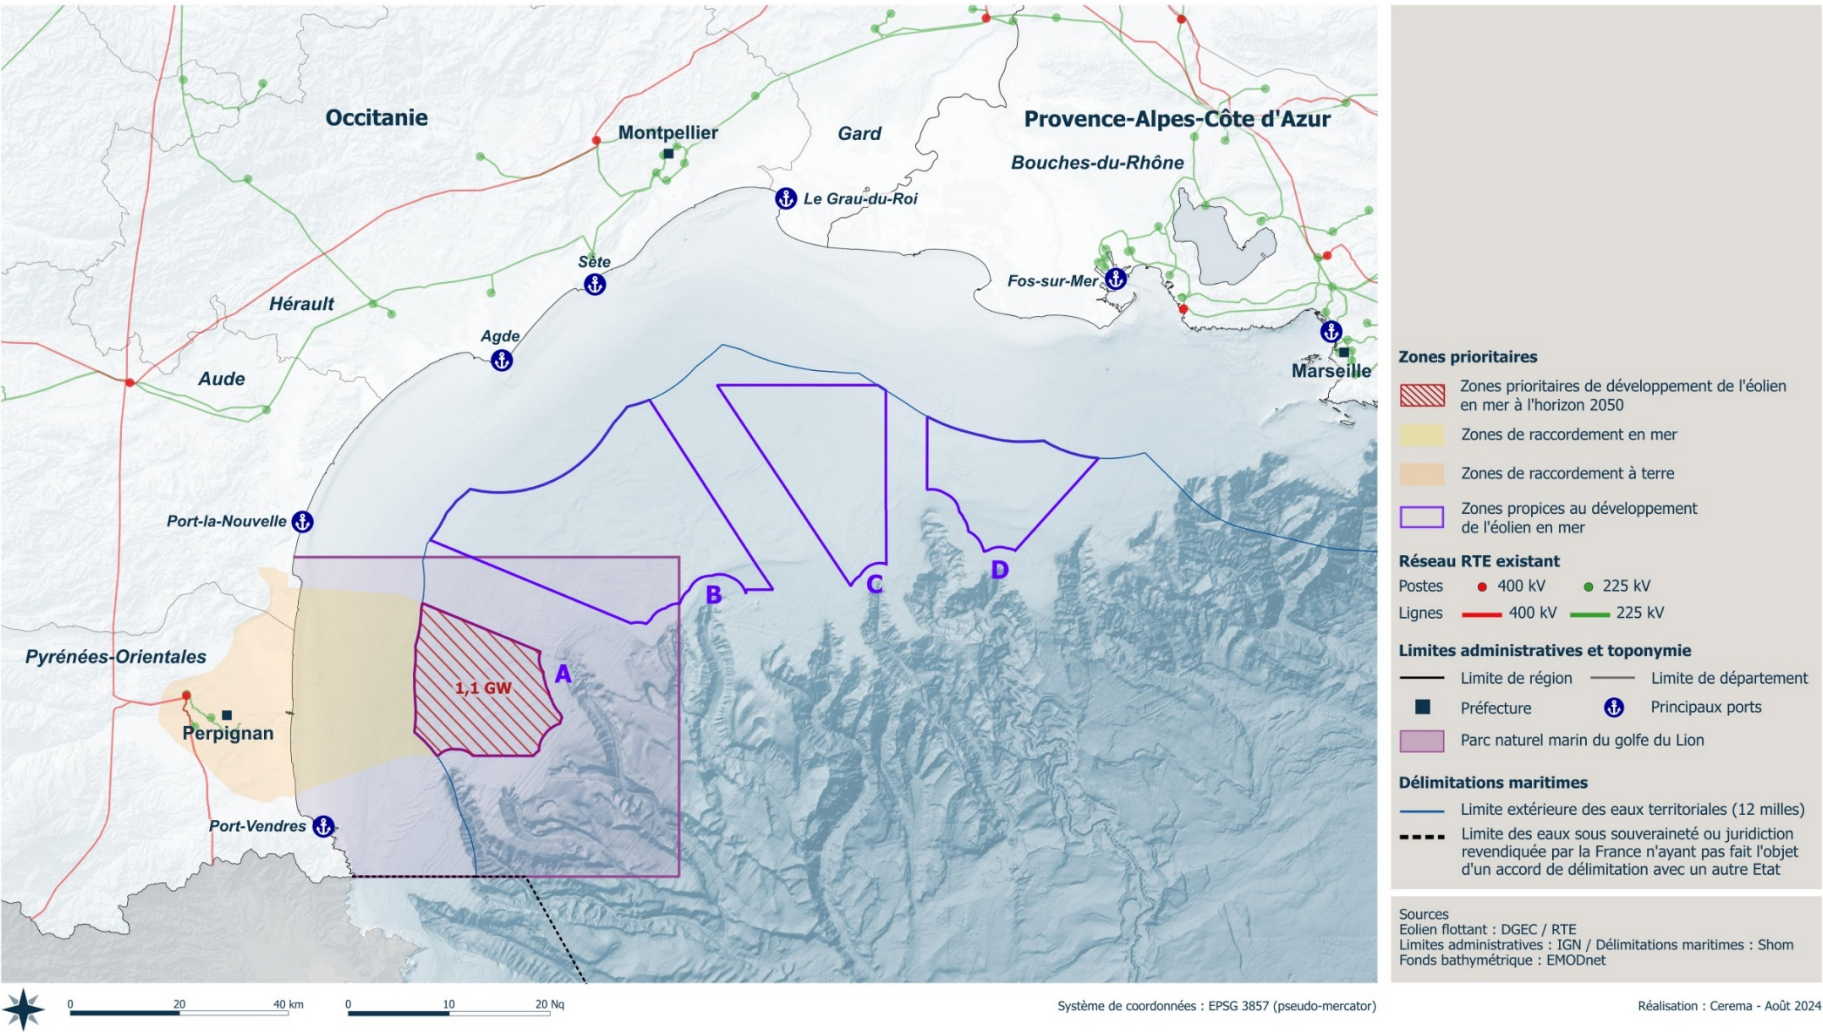 Occitanie
Montpellier
Gard
Provence-Alpes-Côte d'Azur
Bouches-du-Rhône
Le Grau-du-Roi
Sète
Fos-sur-Mer
Hérault
Agde
Marseille
Aude
Port-la-Nouvelle
B
C
D
Pyrénées-Orientales
A
1,1 GW
Perpignan
Port-Vendres
Zones prioritaires
Zones prioritaires de développement de l'éolien
en mer à l'horizon 2050
Zones de raccordement en mer
Zones de raccordement à terre
Zones propices au développement
de l'éolien en mer
Réseau RTE existant
Postes 400 kV 225 kV
Lignes 400 kV 225 kV
Limites administratives et toponymie
Limite de région Limite de département
Préfecture Principaux ports
Parc naturel marin du golfe du Lion
Délimitations maritimes
Limite extérieure des eaux territoriales (12 milles)
Limite des eaux sous souveraineté ou juridiction
revendiquée par la France n'ayant pas fait l'objet
d'un accord de délimitation avec un autre Etat
Sources
Eolien flottant : DGEC / RTE
Limites administratives : IGN / Délimitations maritimes : Shom
Fonds bathymétrique : EMODnet
0 20 40 km
0 10 20 Nq
Système de coordonnées : EPSG 3857 (pseudo-mercator)
Réalisation : Cerema - Août 2024